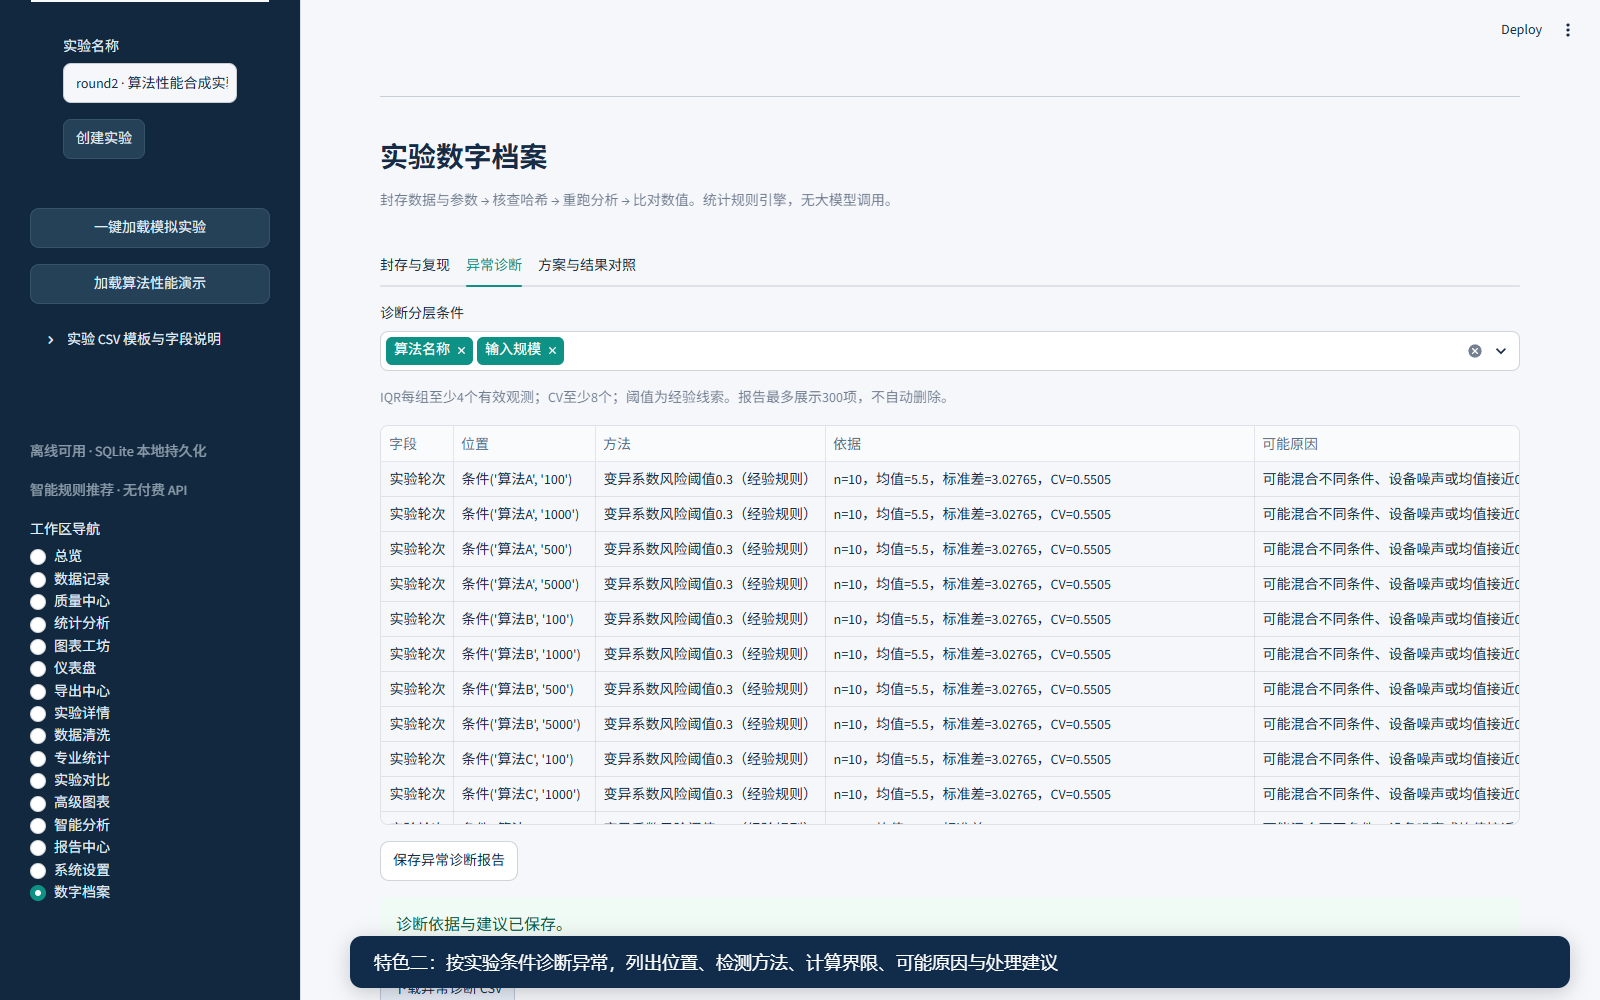 实验名称
round2 · 算法性能合成实
创建实验
一键加载模拟实验
加载算法性能演示
实验 CSV 模板与字段说明
离线可用 · SQLite 本地持久化
智能规则推荐 · 无付费 API
工作区导航
总览
数据记录
质量中心
统计分析
图表工坊
仪表盘
导出中心
实验详情
数据清洗
专业统计
实验对比
高级图表
智能分析
报告中心
系统设置
数字档案
Deploy
实验数字档案
封存数据与参数 → 核查哈希 → 重跑分析 → 比对数值。统计规则引擎，无大模型调用。
封存与复现 异常诊断 方案与结果对照
诊断分层条件
算法名称 × 输入规模 ×
IQR每组至少4个有效观测；CV至少8个；阈值为经验线索。报告最多展示300项，不自动删除。
字段 位置 方法 依据 可能原因
实验轮次 条件('算法A', '100') 变异系数风险阈值0.3（经验规则） n=10，均值=5.5，标准差=3.02765，CV=0.5505 可能混合不同条件、设备噪声或均值接近0
实验轮次 条件('算法A', '1000') 变异系数风险阈值0.3（经验规则） n=10，均值=5.5，标准差=3.02765，CV=0.5505 可能混合不同条件、设备噪声或均值接近0
实验轮次 条件('算法A', '500') 变异系数风险阈值0.3（经验规则） n=10，均值=5.5，标准差=3.02765，CV=0.5505 可能混合不同条件、设备噪声或均值接近0
实验轮次 条件('算法A', '5000') 变异系数风险阈值0.3（经验规则） n=10，均值=5.5，标准差=3.02765，CV=0.5505 可能混合不同条件、设备噪声或均值接近0
实验轮次 条件('算法B', '100') 变异系数风险阈值0.3（经验规则） n=10，均值=5.5，标准差=3.02765，CV=0.5505 可能混合不同条件、设备噪声或均值接近0
实验轮次 条件('算法B', '1000') 变异系数风险阈值0.3（经验规则） n=10，均值=5.5，标准差=3.02765，CV=0.5505 可能混合不同条件、设备噪声或均值接近0
实验轮次 条件('算法B', '500') 变异系数风险阈值0.3（经验规则） n=10，均值=5.5，标准差=3.02765，CV=0.5505 可能混合不同条件、设备噪声或均值接近0
实验轮次 条件('算法B', '5000') 变异系数风险阈值0.3（经验规则） n=10，均值=5.5，标准差=3.02765，CV=0.5505 可能混合不同条件、设备噪声或均值接近0
实验轮次 条件('算法C', '100') 变异系数风险阈值0.3（经验规则） n=10，均值=5.5，标准差=3.02765，CV=0.5505 可能混合不同条件、设备噪声或均值接近0
实验轮次 条件('算法C', '1000') 变异系数风险阈值0.3（经验规则） n=10，均值=5.5，标准差=3.02765，CV=0.5505 可能混合不同条件、设备噪声或均值接近0
保存异常诊断报告
诊断依据与建议已保存。
特色二：按实验条件诊断异常，列出位置、检测方法、计算界限、可能原因与处理建议
下载异常诊断 CSV